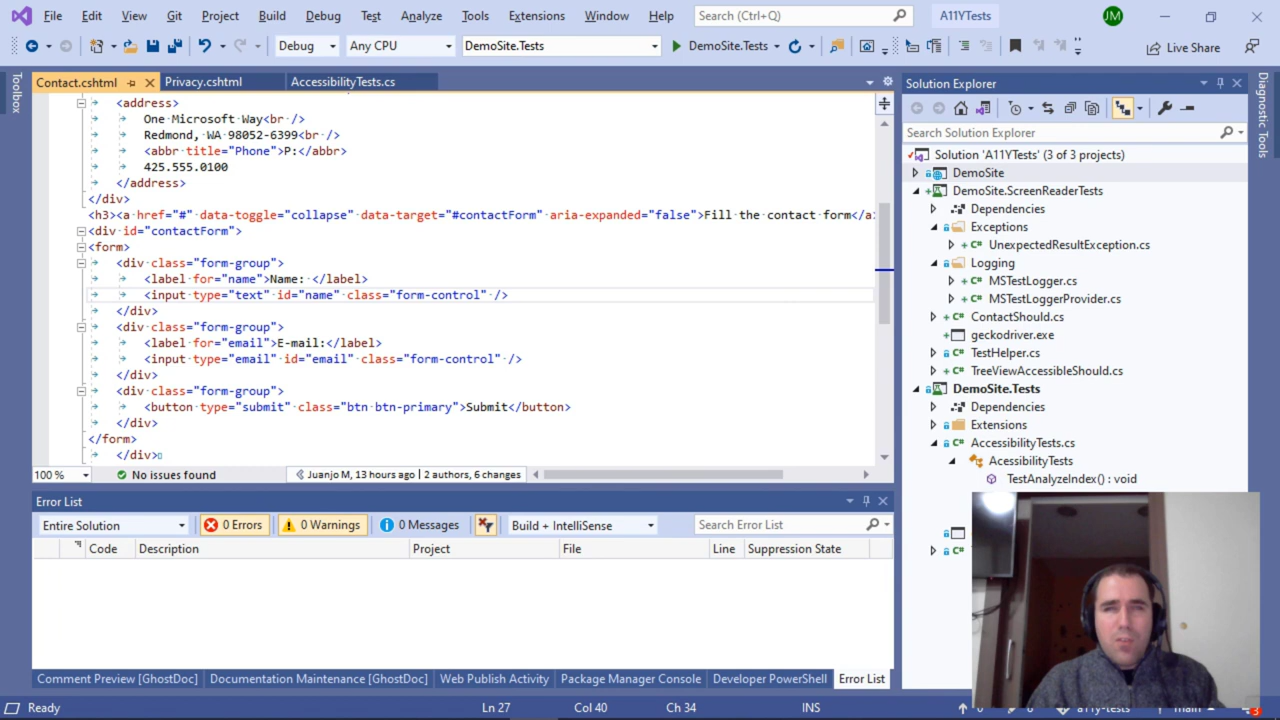 File Edit View Git Project Build Debug Test Analyze Tools Extensions Window Help Search (Ctrl+Q) A11YTests JM
Debug Any CPU DemoSite.Tests DemoSite.Tests Live Share
Toolbox
Contact.cshtml Privacy.cshtml AccessibilityTests.cs
<address>
One Microsoft Way<br />
Redmond, WA 98052-6399<br />
<abbr title="Phone">P:</abbr>
425.555.0100
</address>
</div>
<h3><a href="#" data-toggle="collapse" data-target="#contactForm" aria-expanded="false">Fill the contact form</a
<div id="contactForm">
<form>
<div class="form-group">
<label for="name">Name: </label>
<input type="text" id="name" class="form-control" />
</div>
<div class="form-group">
<label for="email">E-mail:</label>
<input type="email" id="email" class="form-control" />
</div>
<div class="form-group">
<button type="submit" class="btn btn-primary">Submit</button>
</div>
</form>
</div>
100 % No issues found Juanjo M, 13 hours ago | 2 authors, 6 changes
Error List
Entire Solution 0 Errors 0 Warnings 0 Messages Build + IntelliSense Search Error List
Code Description Project File Line Suppression State
Comment Preview [GhostDoc] Documentation Maintenance [GhostDoc] Web Publish Activity Package Manager Console Developer PowerShell Error List
Solution Explorer
Search Solution Explorer
Solution 'A11YTests' (3 of 3 projects)
DemoSite
DemoSite.ScreenReaderTests
Dependencies
Exceptions
UnexpectedResultException.cs
Logging
MSTestLogger.cs
MSTestLoggerProvider.cs
ContactShould.cs
geckodriver.exe
TestHelper.cs
TreeViewAccessibleShould.cs
DemoSite.Tests
Dependencies
Extensions
AccessibilityTests.cs
AcessibilityTests
TestAnalyzeIndex() : void
Diagnostic Tools
Ready Ln 27 Col 40 Ch 34 INS